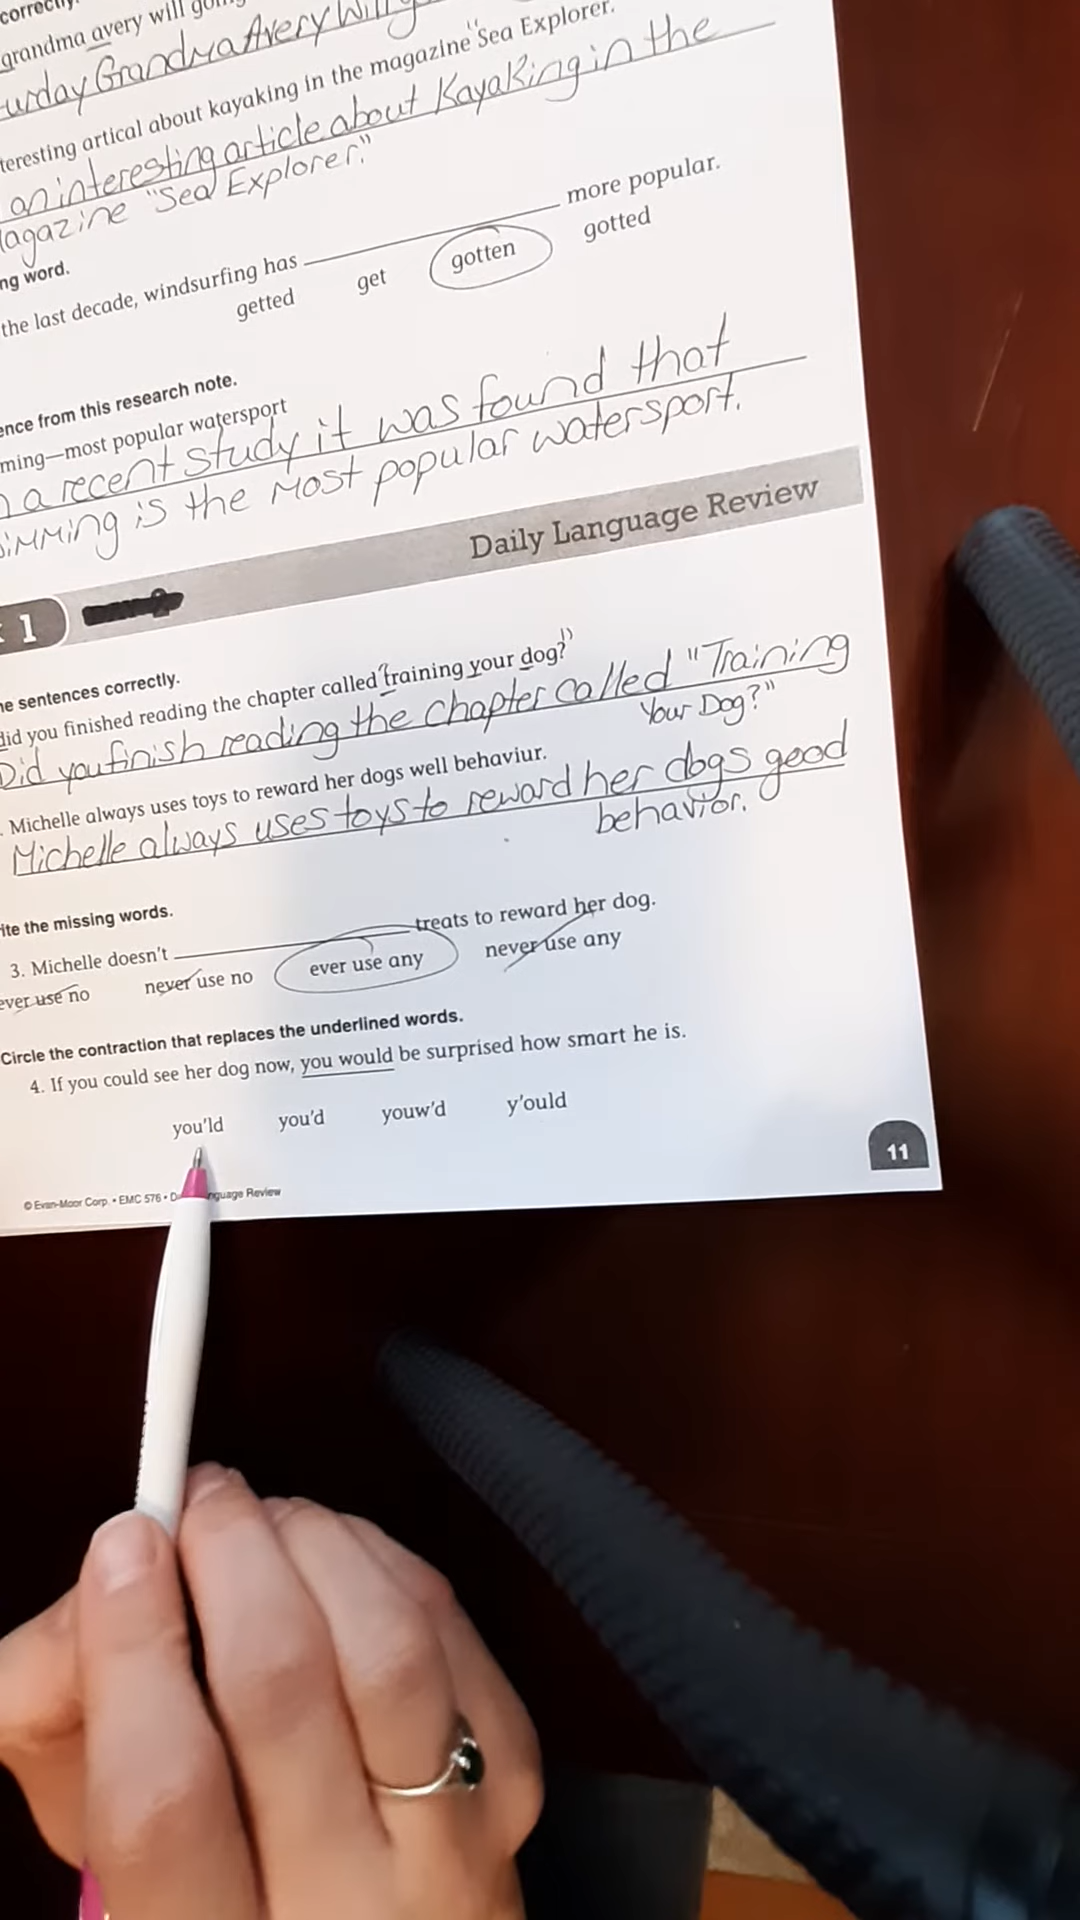 correctly.
grandma avery will
urday Grandma Avery Will
teresting artical about kayaking in the magazine "Sea Explorer.
an interesting article about Kayaking in the
agazine "Sea Explorer."
ng word.
the last decade, windsurfing has ____ more popular.
getted get gotten gotted
ence from this research note.
ming—most popular watersport
a recent study it was found that
imming is the most popular watersport.
Daily Language Review
1
he sentences correctly.
did you finished reading the chapter called "training your dog?"
Did you finish reading the chapter called "Training
Your Dog?"
. Michelle always uses toys to reward her dogs well behaviur.
Michelle always uses toys to reward her dogs good
behavior.
ite the missing words.
3. Michelle doesn't ____ treats to reward her dog.
ever use no never use no ever use any never use any
Circle the contraction that replaces the underlined words.
4. If you could see her dog now, you would be surprised how smart he is.
you'ld you'd youw'd y'ould
© Evan-Moor Corp. • EMC 576 • D nguage Review
11